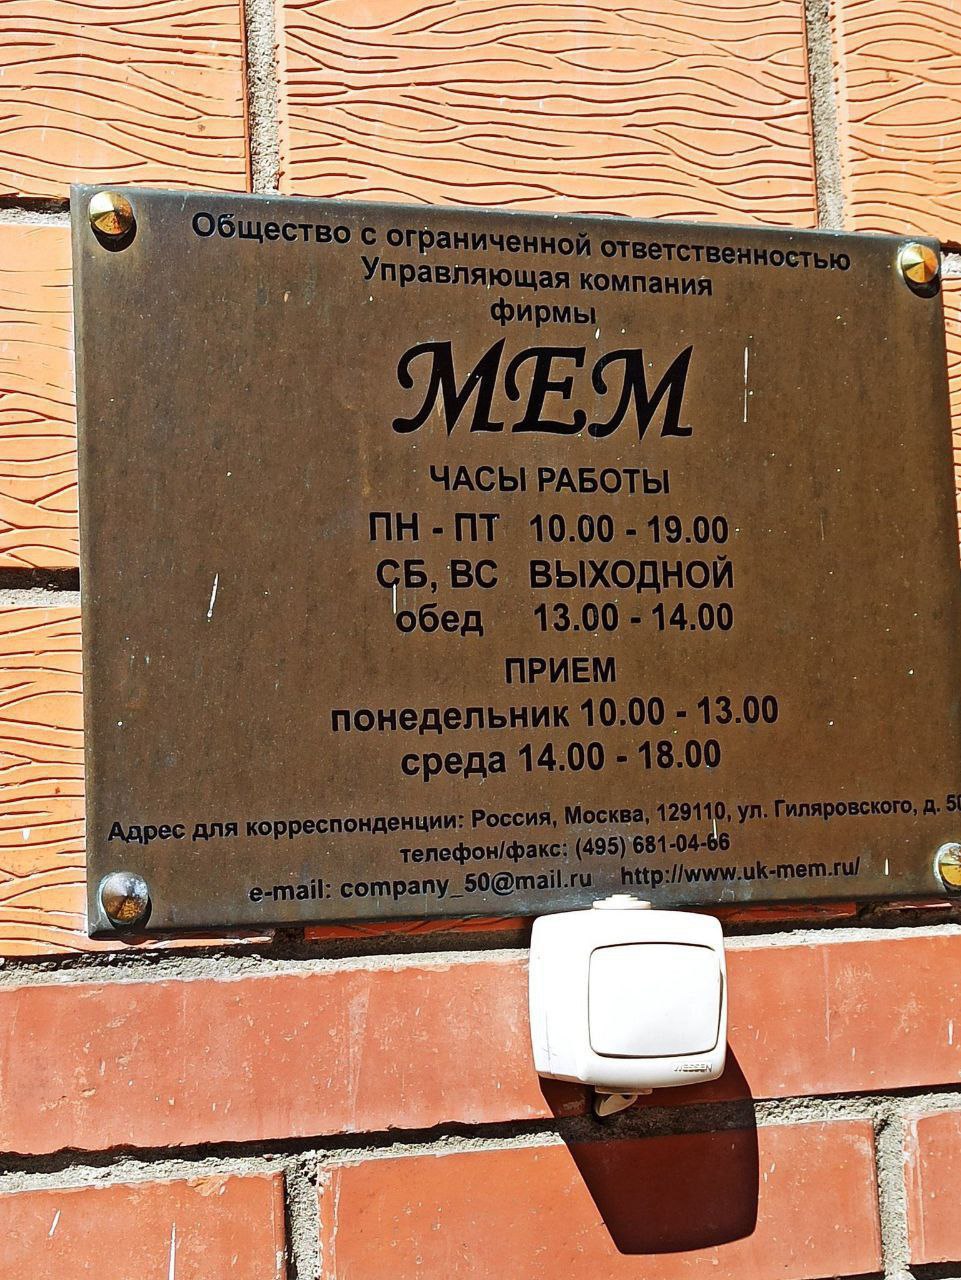 Общество с ограниченной ответственностью
Управляющая компания
фирмы
МЕМ
ЧАСЫ РАБОТЫ
ПН - ПТ 10.00 - 19.00
СБ, ВС ВЫХОДНОЙ
обед 13.00 - 14.00
ПРИЕМ
понедельник 10.00 - 13.00
среда 14.00 - 18.00
Адрес для корреспонденции: Россия, Москва, 129110, ул. Гиляровского, д. 50
телефон/факс: (495) 681-04-66
e-mail: company_50@mail.ru http://www.uk-mem.ru/
WESSEN